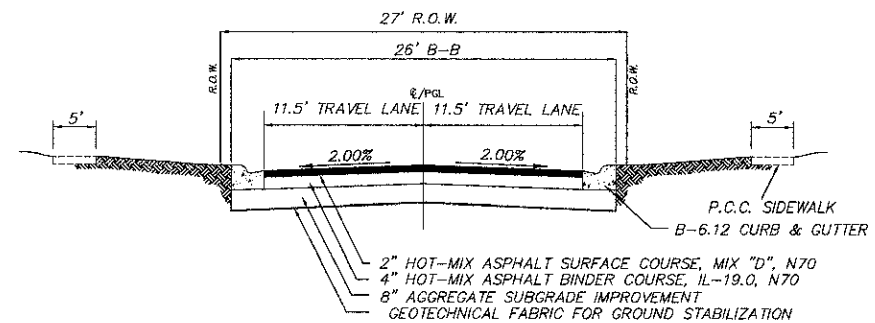 27' R.O.W.
26' B-B
R.O.W.
R.O.W.
℄/PGL
5'
11.5' TRAVEL LANE
11.5' TRAVEL LANE
5'
2.00%
2.00%
P.C.C. SIDEWALK
B-6.12 CURB & GUTTER
2" HOT-MIX ASPHALT SURFACE COURSE, MIX "D", N70
4" HOT-MIX ASPHALT BINDER COURSE, IL-19.0, N70
8" AGGREGATE SUBGRADE IMPROVEMENT
GEOTECHNICAL FABRIC FOR GROUND STABILIZATION